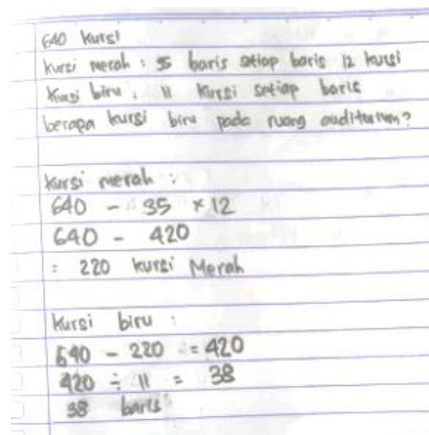 640 kursi
kursi merah : 35 baris setiap baris 12 kursi
kursi biru : 11 kursi setiap baris
berapa kursi biru pada ruang auditurium?
kursi merah :
640 - 35 × 12
640 - 420
= 220 kursi Merah
kursi biru :
640 - 220 = 420
420 ÷ 11 = 38
38 baris